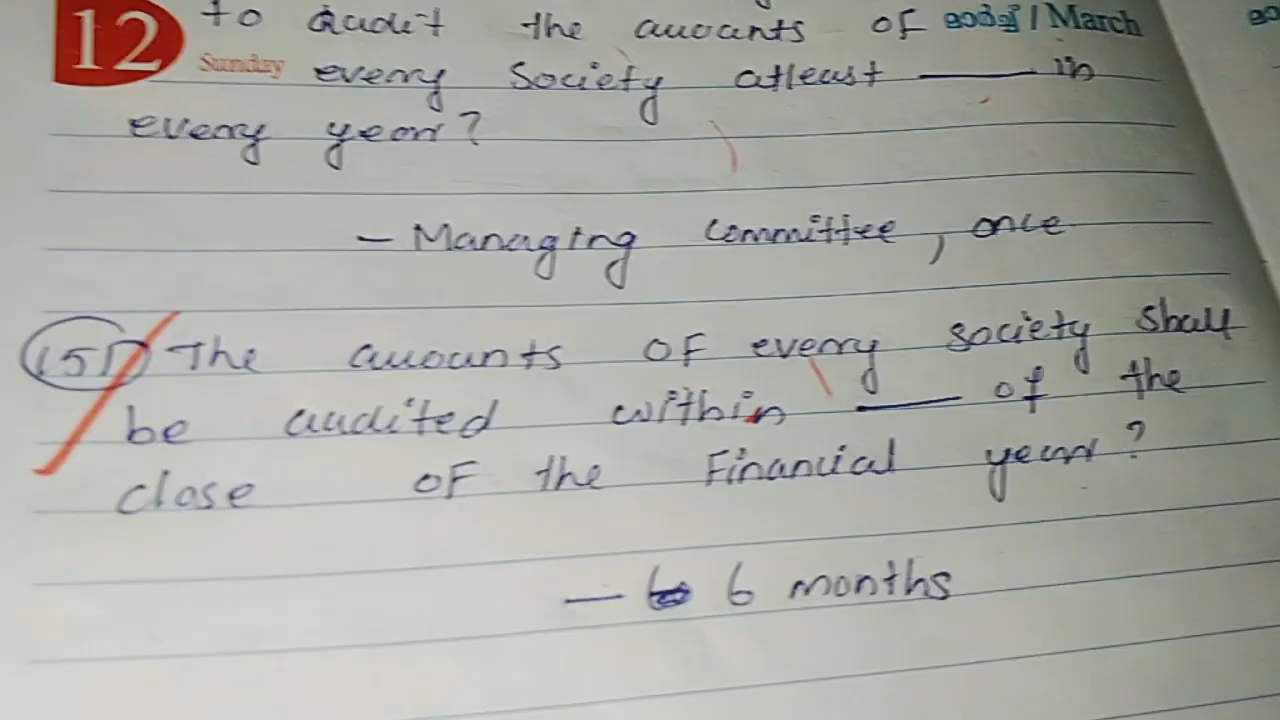 12 to audit the accounts of മാർച്ച് / March
Sunday every society atleast ——— in
every year?
- Managing committee, once
151) The accounts of every society shall
be audited within ——— of the
close of the Financial year?
- 6 months